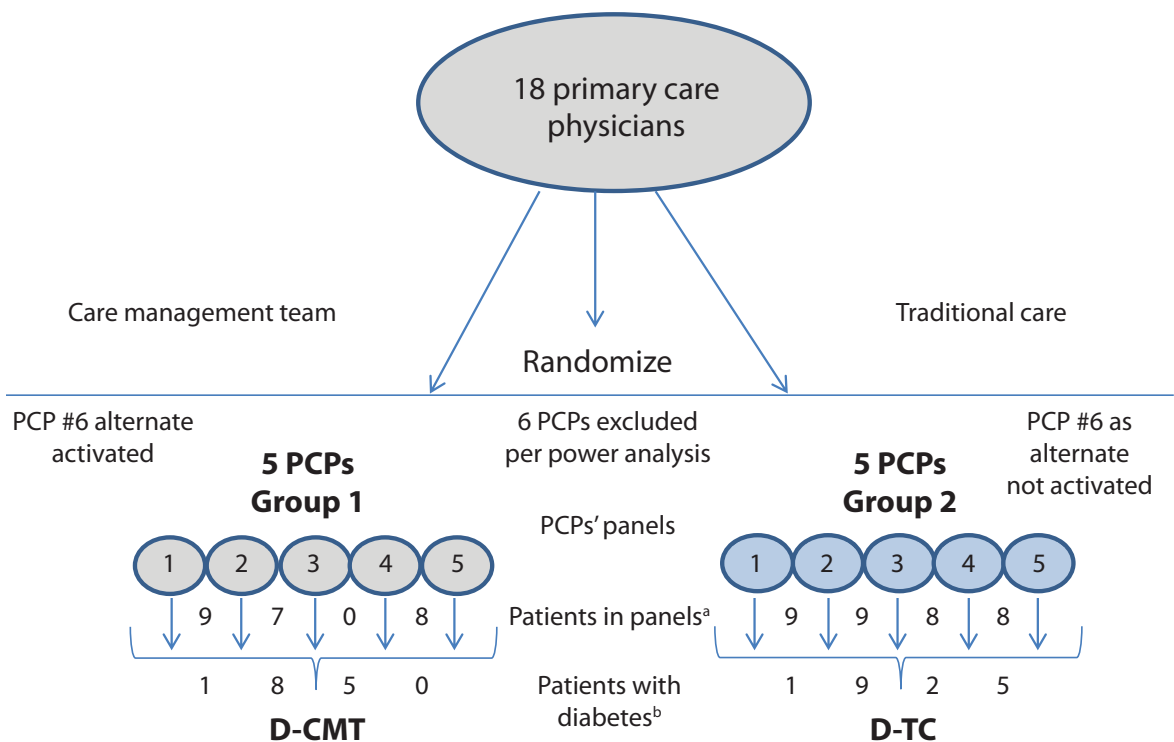 18 primary care
physicians
Care management team
Traditional care
Randomize
PCP #6 alternate
activated
6 PCPs excluded
per power analysis
PCP #6 as
alternate
not activated
5 PCPs
Group 1
5 PCPs
Group 2
PCPs’ panels
1 2 3 4 5
1 2 3 4 5
9 7 0 8
Patients in panelsᵃ
9 9 8 8
1 8 5 0
Patients with
diabetesᵇ
1 9 2 5
D-CMT
D-TC